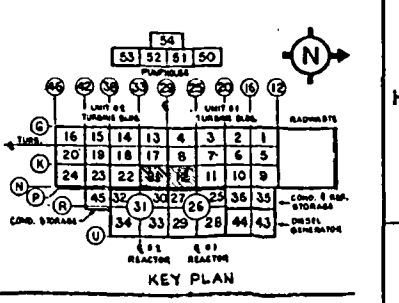 54
53 52 51 50
PUMPHOUSE
N
46 42 38 33 29 25 20 16 12
UNIT #2 TURBINE BLDG. UNIT #1 TURBINE BLDG. RADWASTE
G
16 15 14 13 4 3 2 1
TURB.
20 19 18 17 8 7 6 5
K
24 23 22 11 10 9
N
P
45 32 30 27 25 36 35 COND. & REF. STORAGE
R 31 26
COND. STORAGE
34 33 29 28 44 43 DIESEL GENERATOR
U
#2 REACTOR #1 REACTOR
KEY PLAN